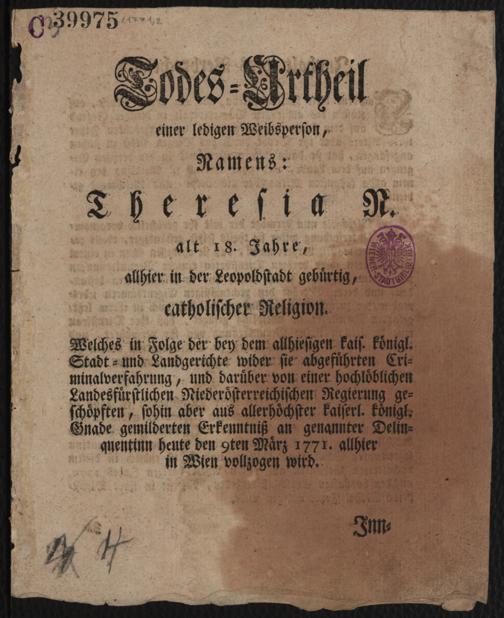 C 39975
Todes-Urtheil
einer ledigen Weibsperson,
Namens:
Theresia N.
alt 18. Jahre,
allhier in der Leopoldstadt gebürtig,
catholischer Religion.
Welches in Folge der bey dem allhiesigen kais. königl.
Stadt- und Landgerichte wider sie abgeführten Cri-
minalverfahrung, und darüber von einer hochlöblichen
Landesfürstlichen Niederösterreichischen Regierung ge-
schöpften, sohin aber aus allerhöchster kaiserl. königl.
Gnade gemilderten Erkenntniß an genannter Delin-
quentinn heute den 9ten März 1771. allhier
in Wien vollzogen wird.
Inn-